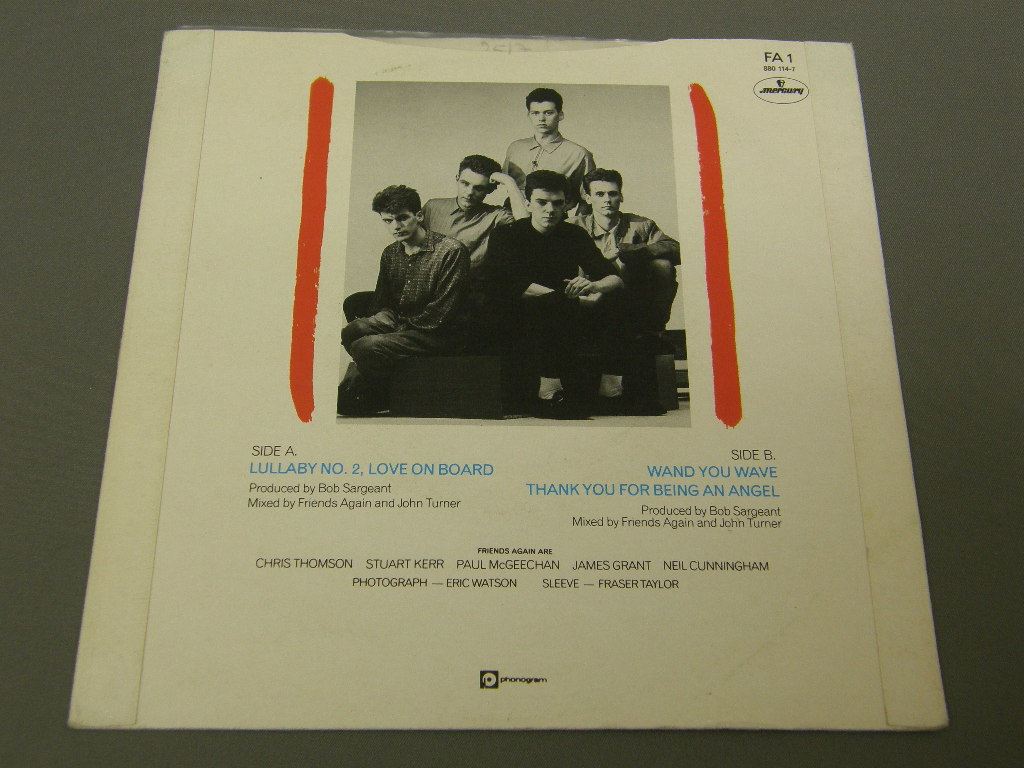 FA 1
880 114-7
mercury
SIDE A.
LULLABY NO. 2, LOVE ON BOARD
Produced by Bob Sargeant
Mixed by Friends Again and John Turner
SIDE B.
WAND YOU WAVE
THANK YOU FOR BEING AN ANGEL
Produced by Bob Sargeant
Mixed by Friends Again and John Turner
FRIENDS AGAIN ARE
CHRIS THOMSON STUART KERR PAUL McGEECHAN JAMES GRANT NEIL CUNNINGHAM
PHOTOGRAPH — ERIC WATSON SLEEVE — FRASER TAYLOR
phonogram